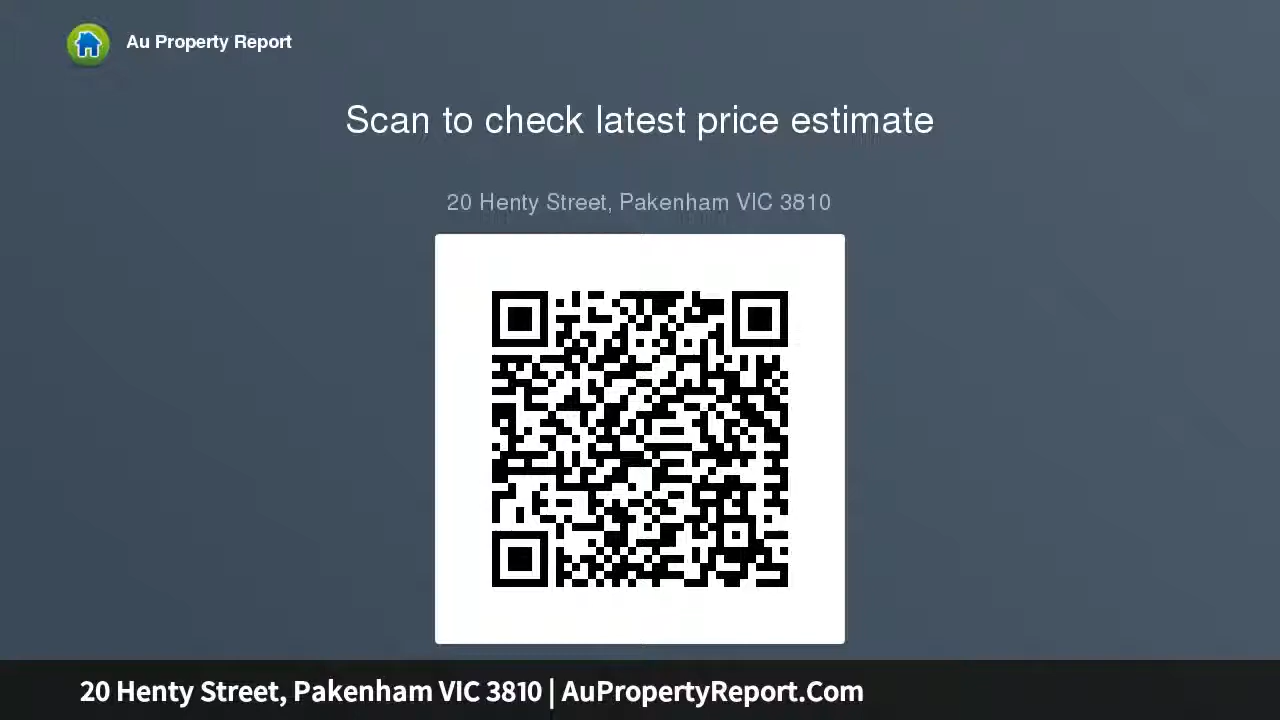 Au Property Report
Scan to check latest price estimate
20 Henty Street, Pakenham VIC 3810
20 Henty Street, Pakenham VIC 3810 | AuPropertyReport.Com